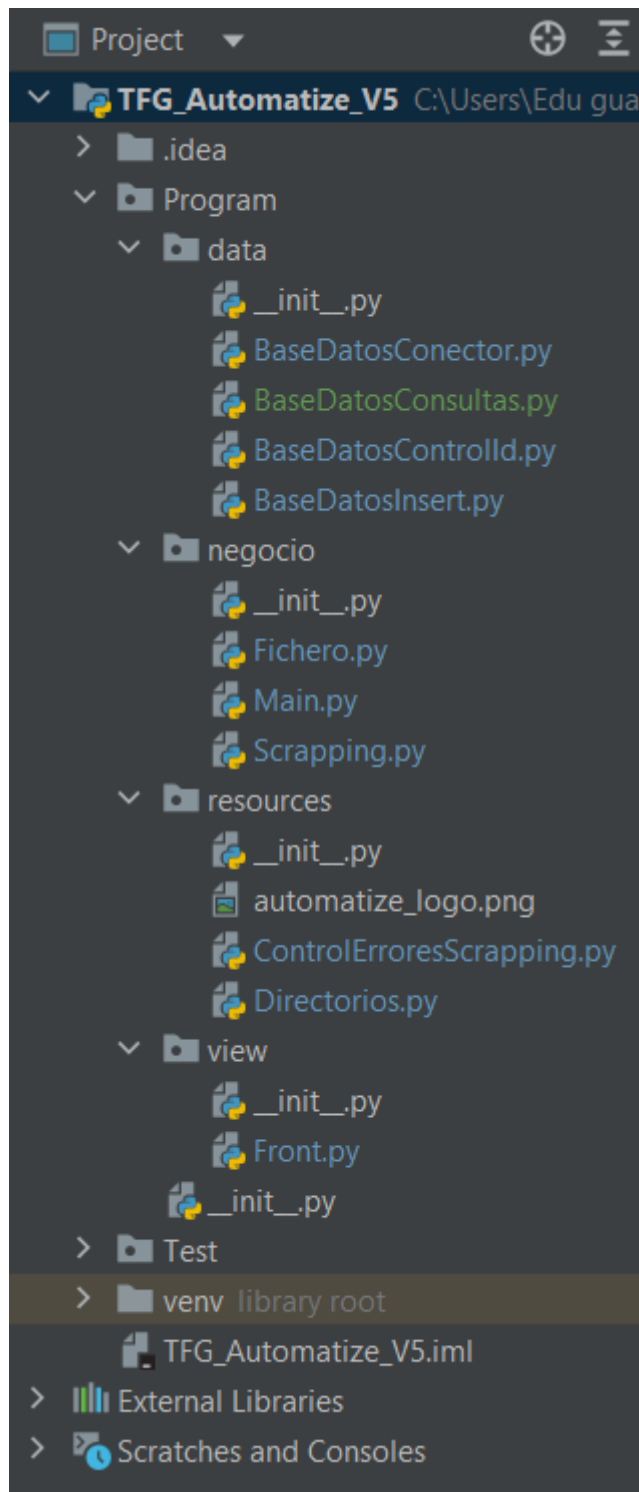 Project
TFG_Automatize_V5 C:\Users\Edu gua
.idea
Program
data
__init__.py
BaseDatosConector.py
BaseDatosConsultas.py
BaseDatosControlId.py
BaseDatosInsert.py
negocio
__init__.py
Fichero.py
Main.py
Scrapping.py
resources
__init__.py
automatize_logo.png
ControlErroresScrapping.py
Directorios.py
view
__init__.py
Front.py
__init__.py
Test
venv library root
TFG_Automatize_V5.iml
External Libraries
Scratches and Consoles